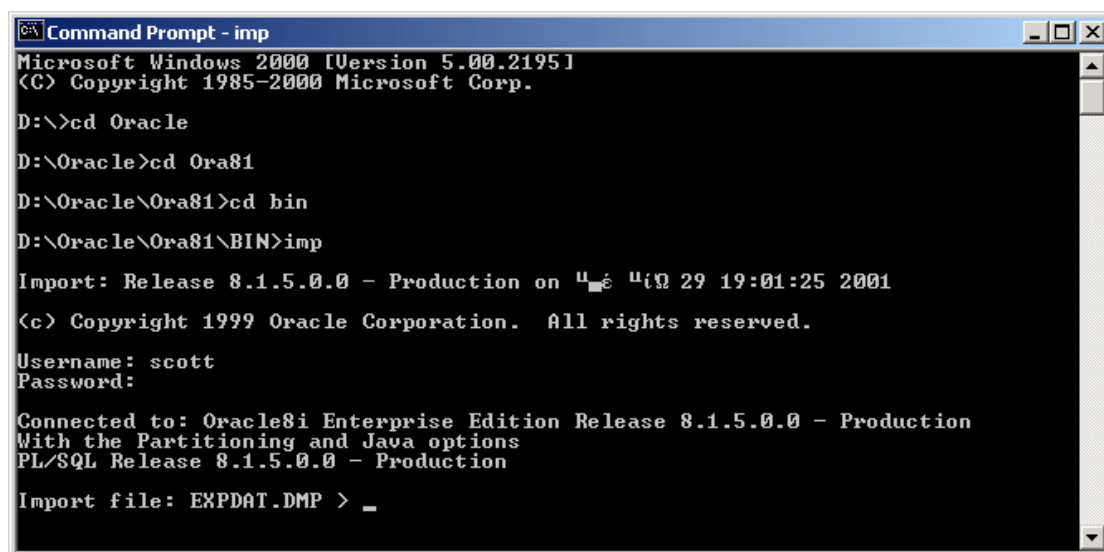 Command Prompt - imp
Microsoft Windows 2000 [Version 5.00.2195]
(C) Copyright 1985-2000 Microsoft Corp.
D:\>cd Oracle
D:\Oracle>cd Ora81
D:\Oracle\Ora81>cd bin
D:\Oracle\Ora81\BIN>imp
Import: Release 8.1.5.0.0 - Production on 29 19:01:25 2001
(c) Copyright 1999 Oracle Corporation.  All rights reserved.
Username: scott
Password:
Connected to: Oracle8i Enterprise Edition Release 8.1.5.0.0 - Production
With the Partitioning and Java options
PL/SQL Release 8.1.5.0.0 - Production
Import file: EXPDAT.DMP > _